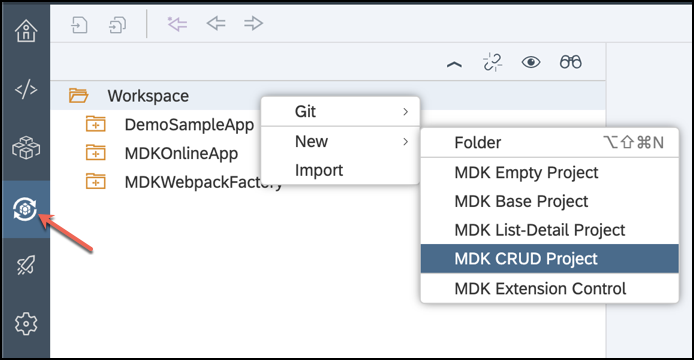 Workspace
DemoSampleApp
MDKOnlineApp
MDKWebpackFactory
Git
New
Import
Folder ⌥⇧⌘N
MDK Empty Project
MDK Base Project
MDK List-Detail Project
MDK CRUD Project
MDK Extension Control